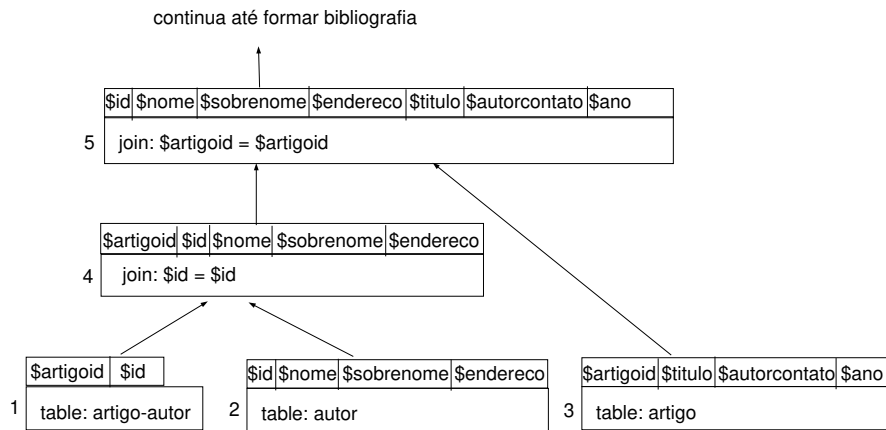 continua até formar bibliografia
$id $nome $sobrenome $endereco $titulo $autorcontato $ano
5 join: $artigoid = $artigoid
$artigoid $id $nome $sobrenome $endereco
4 join: $id = $id
$artigoid $id
1 table: artigo-autor
$id $nome $sobrenome $endereco
2 table: autor
$artigoid $titulo $autorcontato $ano
3 table: artigo